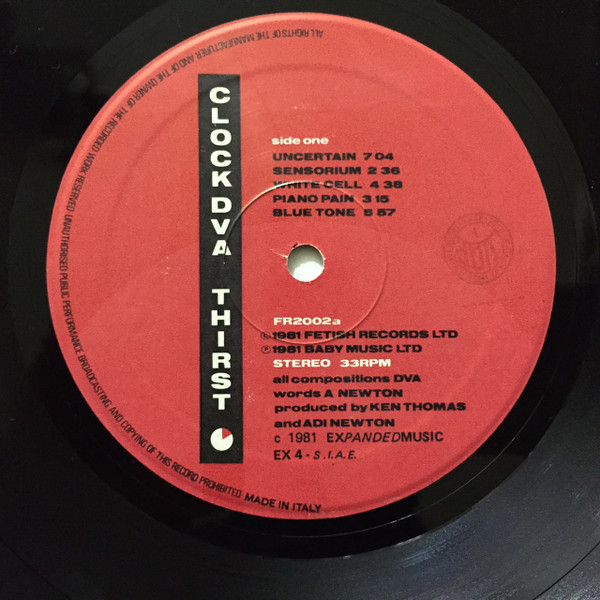 CLOCK DVA THIRST
side one
UNCERTAIN 7 04
SENSORIUM 2 36
WHITE CELL 4 38
PIANO PAIN 3 15
BLUE TONE 5 57
FR2002a
©1981 FETISH RECORDS LTD
℗1981 BABY MUSIC LTD
STEREO 33RPM
all compositions DVA
words A NEWTON
produced by KEN THOMAS
and ADI NEWTON
c 1981 EXPANDEDMUSIC
EX 4 - S.I.A.E.
ALL RIGHTS OF THE MANUFACTURER AND OF THE OWNER OF THE RECORDED WORK RESERVED UNAUTHORISED PUBLIC PERFORMANCE BROADCASTING AND COPYING OF THIS RECORD PROHIBITED MADE IN ITALY